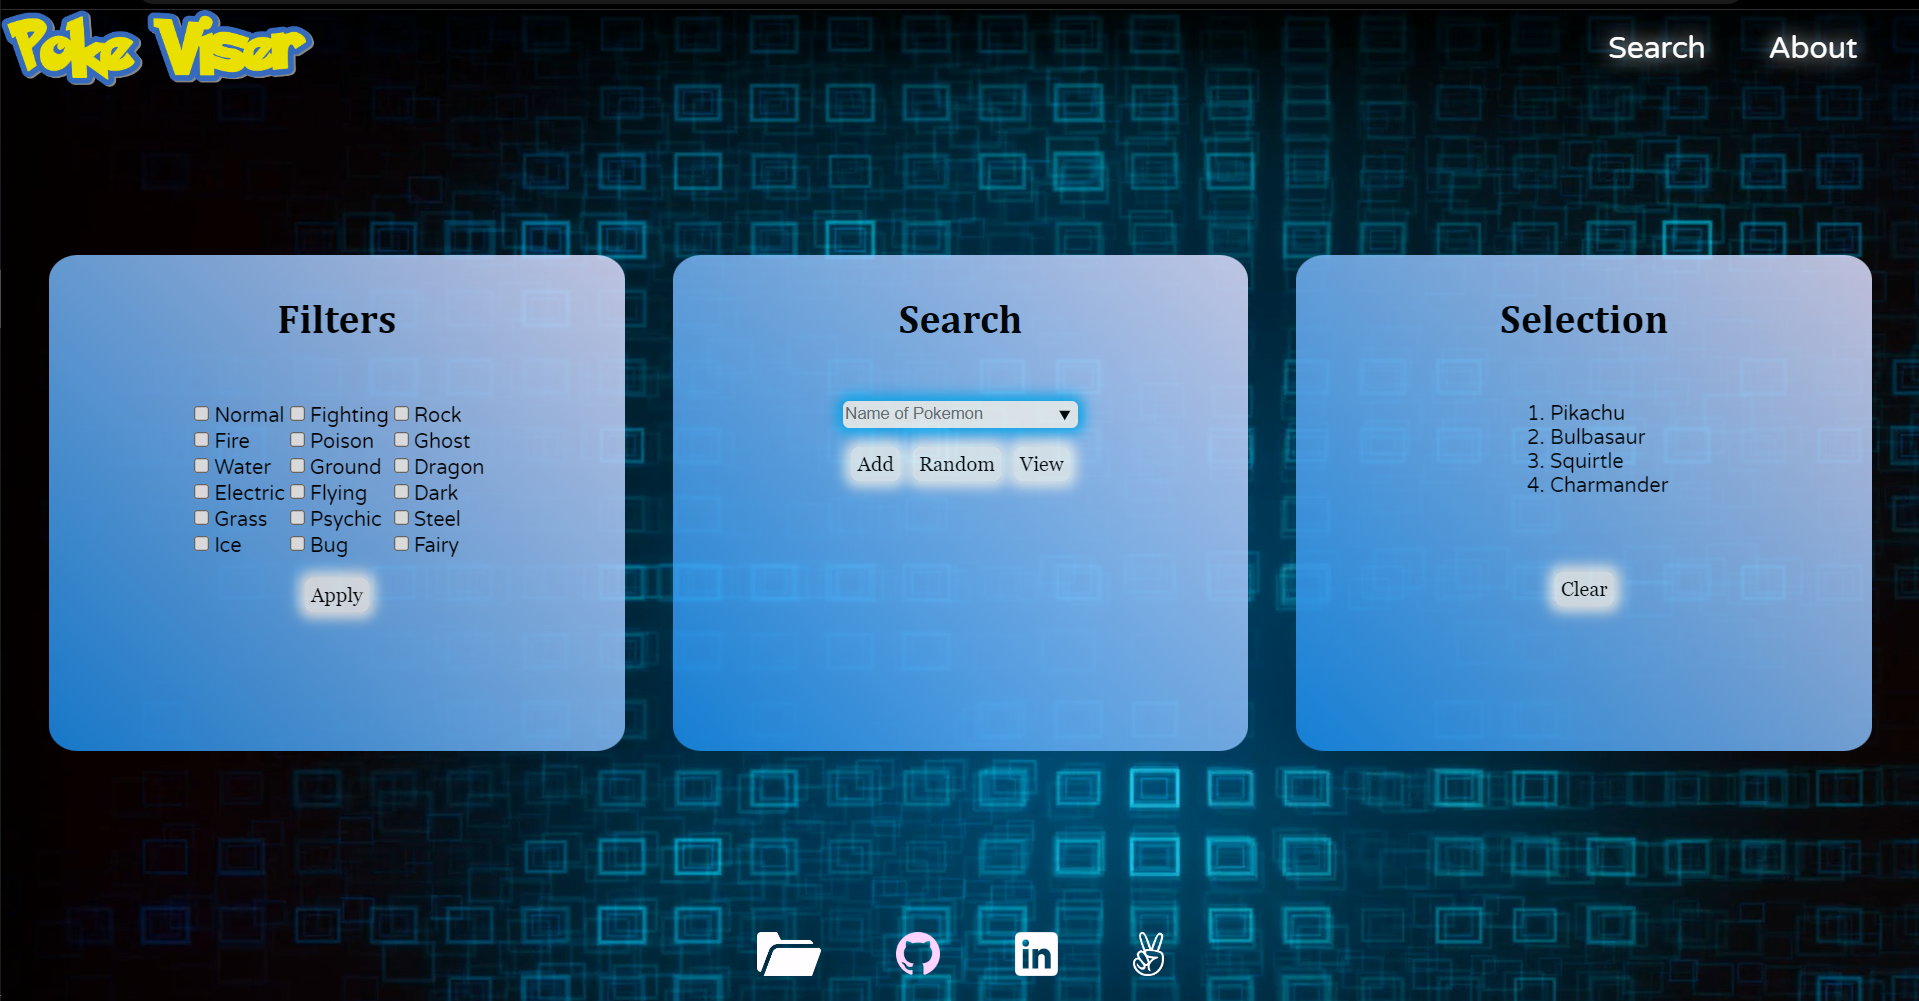 Poke Viser
Search About
Filters
Normal Fighting Rock
Fire Poison Ghost
Water Ground Dragon
Electric Flying Dark
Grass Psychic Steel
Ice Bug Fairy
Apply
Search
Name of Pokemon
Add Random View
Selection
1. Pikachu
2. Bulbasaur
3. Squirtle
4. Charmander
Clear
in